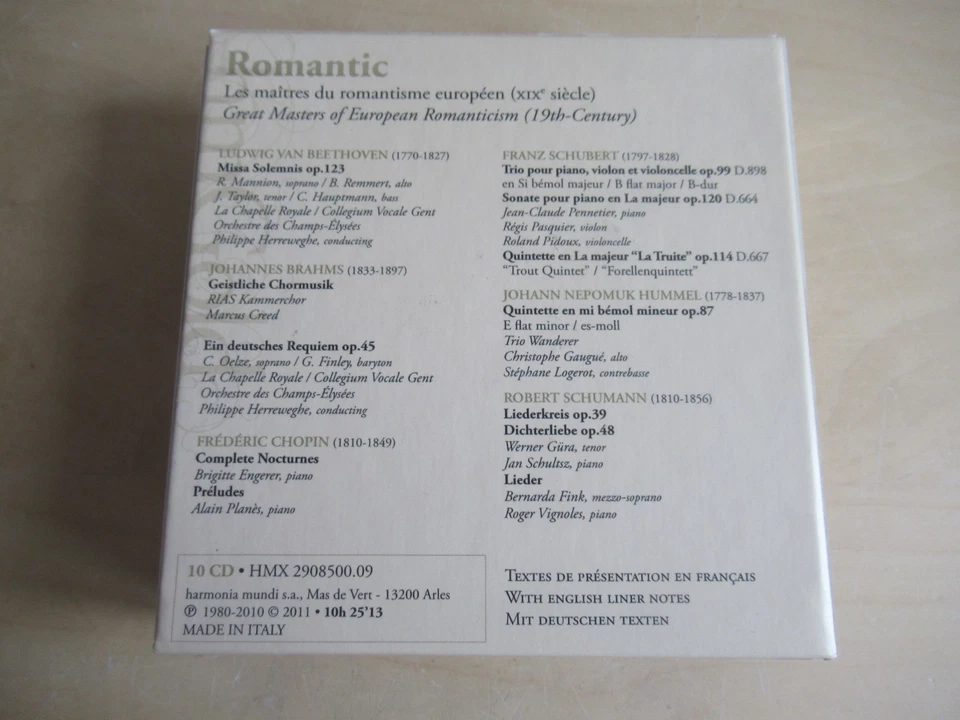 Romantic
Les maîtres du romantisme européen (XIXe siècle)
Great Masters of European Romanticism (19th-Century)
LUDWIG VAN BEETHOVEN (1770-1827)
Missa Solemnis op.123
R. Mannion, soprano / B. Remmert, alto
J. Taylor, tenor / C. Hauptmann, bass
La Chapelle Royale / Collegium Vocale Gent
Orchestre des Champs-Élysées
Philippe Herreweghe, conducting
JOHANNES BRAHMS (1833-1897)
Geistliche Chormusik
RIAS Kammerchor
Marcus Creed
Ein deutsches Requiem op.45
C. Oelze, soprano / G. Finley, baryton
La Chapelle Royale / Collegium Vocale Gent
Orchestre des Champs-Élysées
Philippe Herreweghe, conducting
FRÉDÉRIC CHOPIN (1810-1849)
Complete Nocturnes
Brigitte Engerer, piano
Préludes
Alain Planès, piano
FRANZ SCHUBERT (1797-1828)
Trio pour piano, violon et violoncelle op.99 D.898
en Si bémol majeur / B flat major / B-dur
Sonate pour piano en La majeur op.120 D.664
Jean-Claude Pennetier, piano
Régis Pasquier, violon
Roland Pidoux, violoncelle
Quintette en La majeur "La Truite" op.114 D.667
"Trout Quintet" / "Forellenquintett"
JOHANN NEPOMUK HUMMEL (1778-1837)
Quintette en mi bémol mineur op.87
E flat minor / es-moll
Trio Wanderer
Christophe Gaugué, alto
Stéphane Logerot, contrebasse
ROBERT SCHUMANN (1810-1856)
Liederkreis op.39
Dichterliebe op.48
Werner Güra, tenor
Jan Schultsz, piano
Lieder
Bernarda Fink, mezzo-soprano
Roger Vignoles, piano
10 CD • HMX 2908500.09
harmonia mundi s.a., Mas de Vert - 13200 Arles
℗ 1980-2010 © 2011 • 10h 25'13
MADE IN ITALY
TEXTES DE PRÉSENTATION EN FRANÇAIS
WITH ENGLISH LINER NOTES
MIT DEUTSCHEN TEXTEN